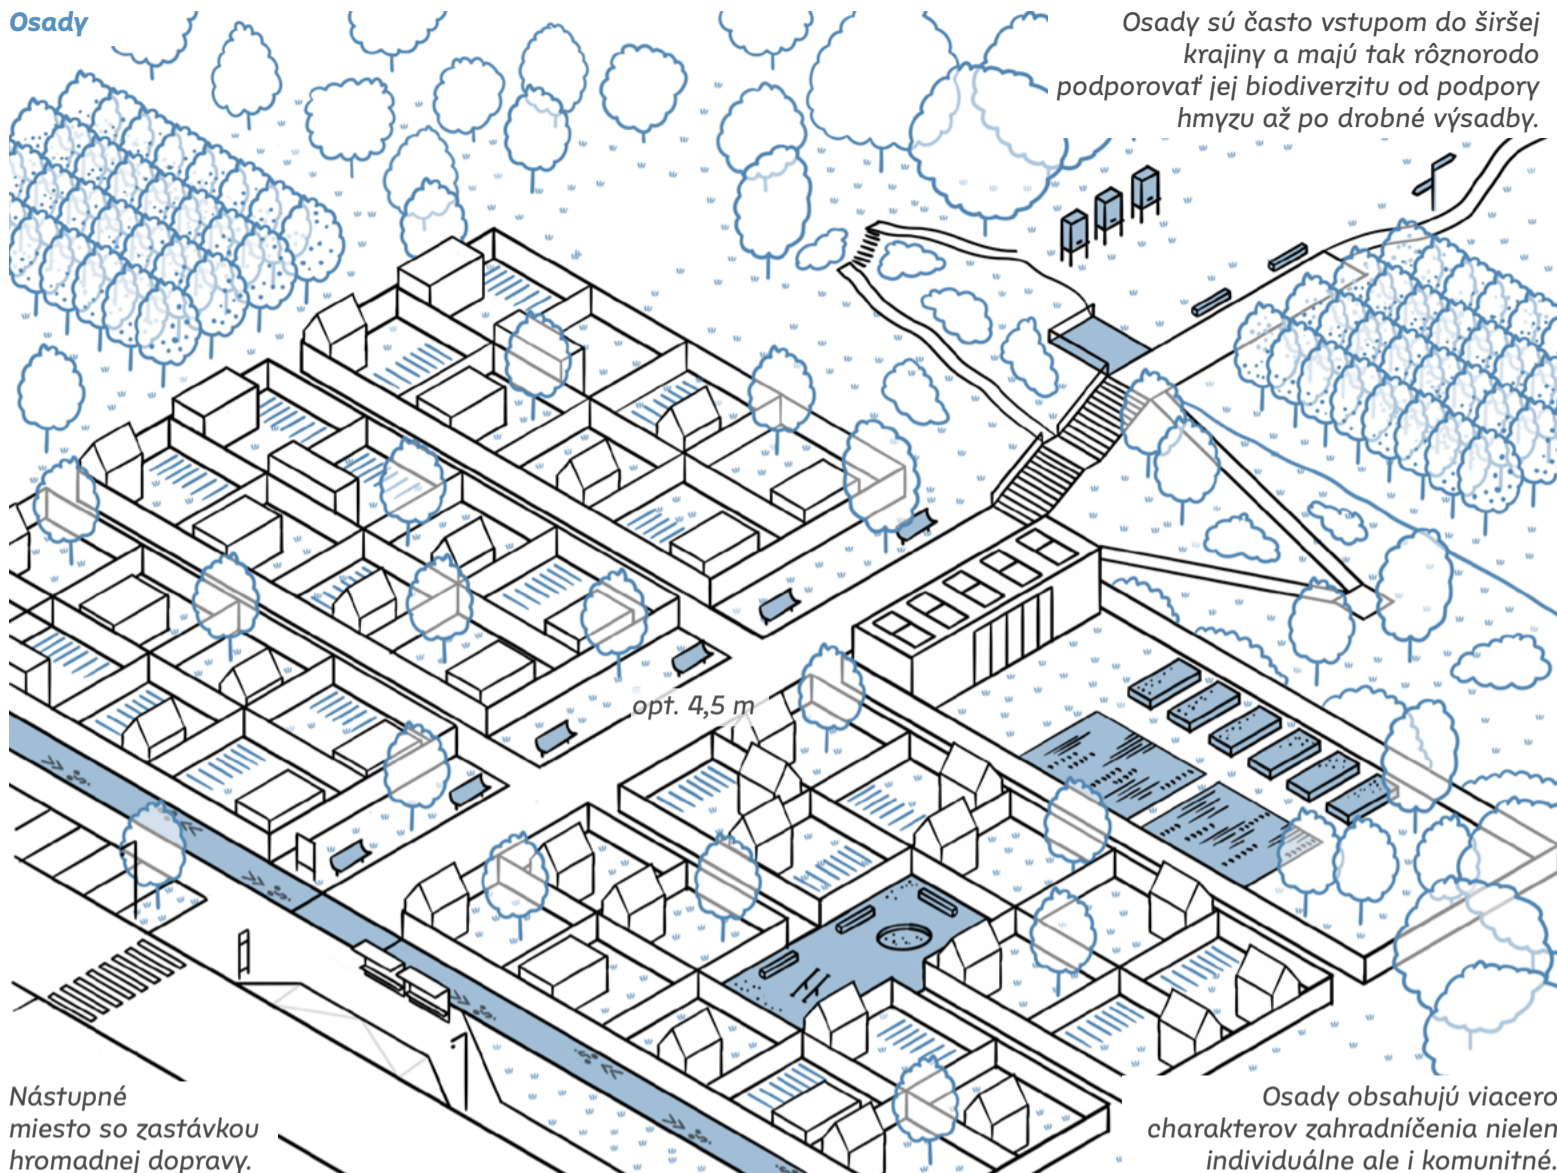 Osady
Osady sú často vstupom do širšej
krajiny a majú tak rôznorodo
podporovať jej biodiverzitu od podpory
hmyzu až po drobné výsadby.
opt. 4,5 m
Nástupné
miesto so zastávkou
hromadnej dopravy.
Osady obsahujú viacero
charakterov zahradníčenia nielen
individuálne ale i komunitné.